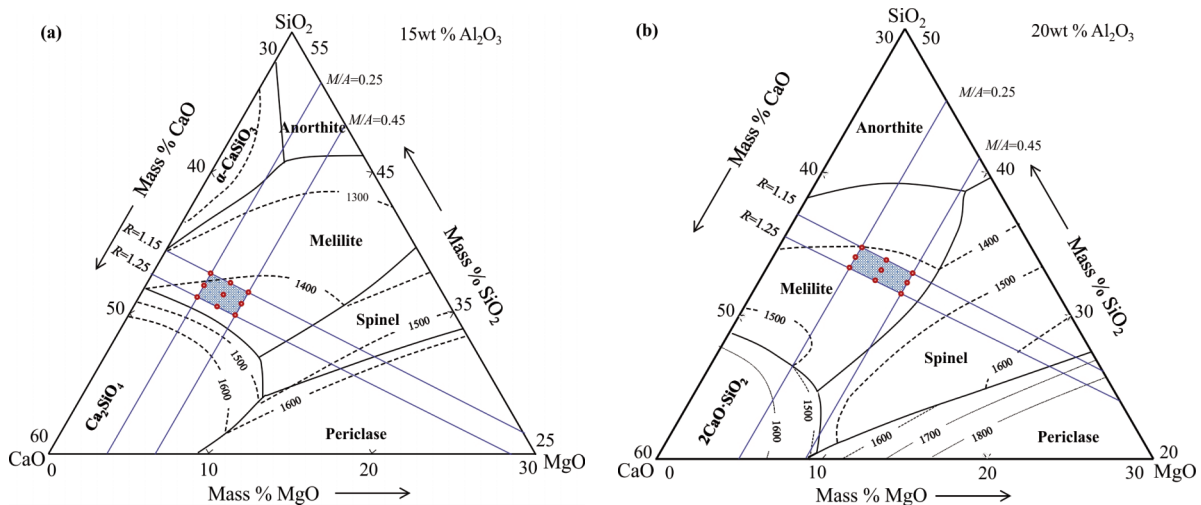 (a)
SiO2
15wt % Al2O3
30 55
M/A=0.25
M/A=0.45
Mass % CaO
α-CaSiO3
Anorthite
40
45
1300
R=1.15
R=1.25
Melilite
Mass % SiO2
1400
50
35
Spinel
1500
1500
1600
1600
Ca2SiO4
Periclase
60
25
CaO
0
10
20
30
MgO
Mass % MgO
(b)
SiO2
20wt % Al2O3
30 50
M/A=0.25
Mass % CaO
Anorthite
M/A=0.45
40
40
R=1.15
R=1.25
1400
Mass % SiO2
1500
Melilite
50
30
1500
Spinel
1600
2CaO·SiO2
1600
1500
1600
1700
1800
Periclase
60
20
CaO
0
10
20
30
MgO
Mass % MgO